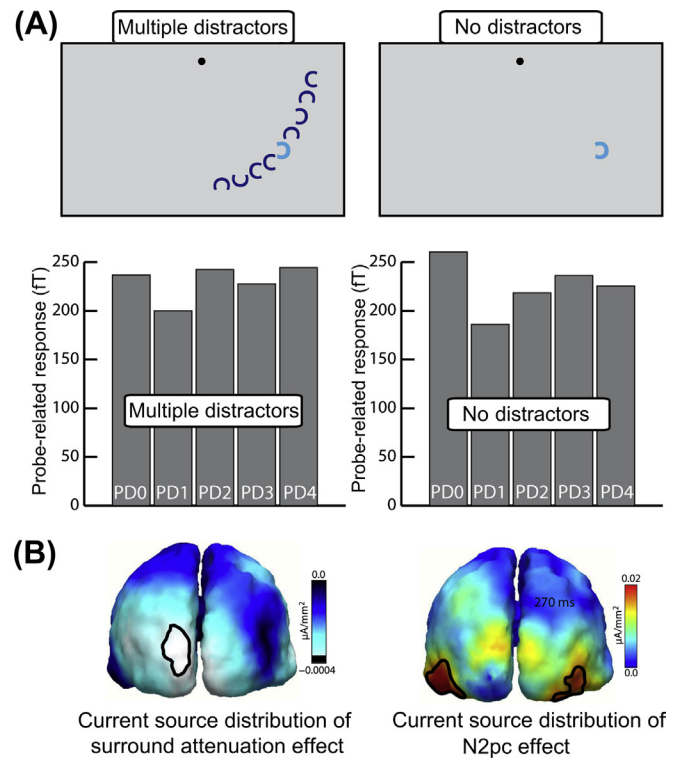 (A)
Multiple distractors
No distractors
Probe-related response (fT)
250
200
150
100
50
0
Multiple distractors
PD0 PD1 PD2 PD3 PD4
Probe-related response (fT)
250
200
150
100
50
0
No distractors
PD0 PD1 PD2 PD3 PD4
(B)
0.0
µA/mm²
−0.0004
270 ms
0.02
µA/mm²
0.0
Current source distribution of
surround attenuation effect
Current source distribution of
N2pc effect